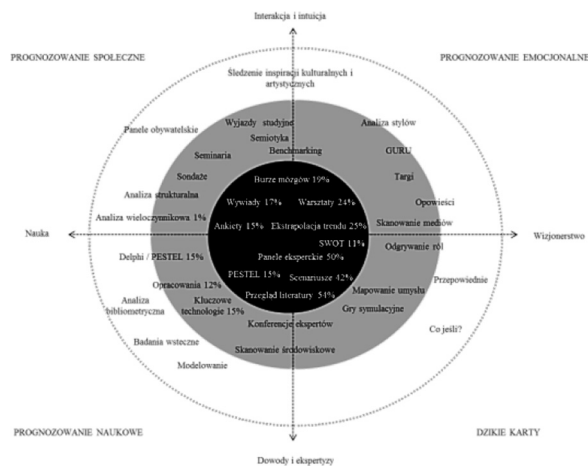 Interakcja i intuicja
PROGNOZOWANIE SPOŁECZNE
PROGNOZOWANIE EMOCJONALNE
Śledzenie inspiracji kulturalnych i
artystycznych
Panele obywatelskie
Wyjazdy studyjne
Analiza stylów
Semiotyka
Seminaria
Benchmarking
GURU
Sondaże
Burze mózgów 19%
Targi
Analiza strukturalna
Wywiady 17%
Warsztaty 24%
Opowieści
Analiza wieloczynnikowa 1%
Ankiety 15%
Ekstrapolacja trendu 25%
Skanowanie mediów
Nauka
Wizjonerstwo
SWOT 11%
Odgrywanie ról
Delphi / PESTEL 15%
Panele eksperckie 50%
PESTEL 15%
Scenariusze 42%
Przepowiednie
Opracowania 12%
Mapowanie umysłu
Analiza
bibliometryczna
Kluczowe
technologie 15%
Przegląd literatury 54%
Gry symulacyjne
Konferencje ekspertów
Co jeśli?
Badania wsteczne
Skanowanie środowiskowe
Modelowanie
PROGNOZOWANIE NAUKOWE
DZIKIE KARTY
Dowody i ekspertyzy